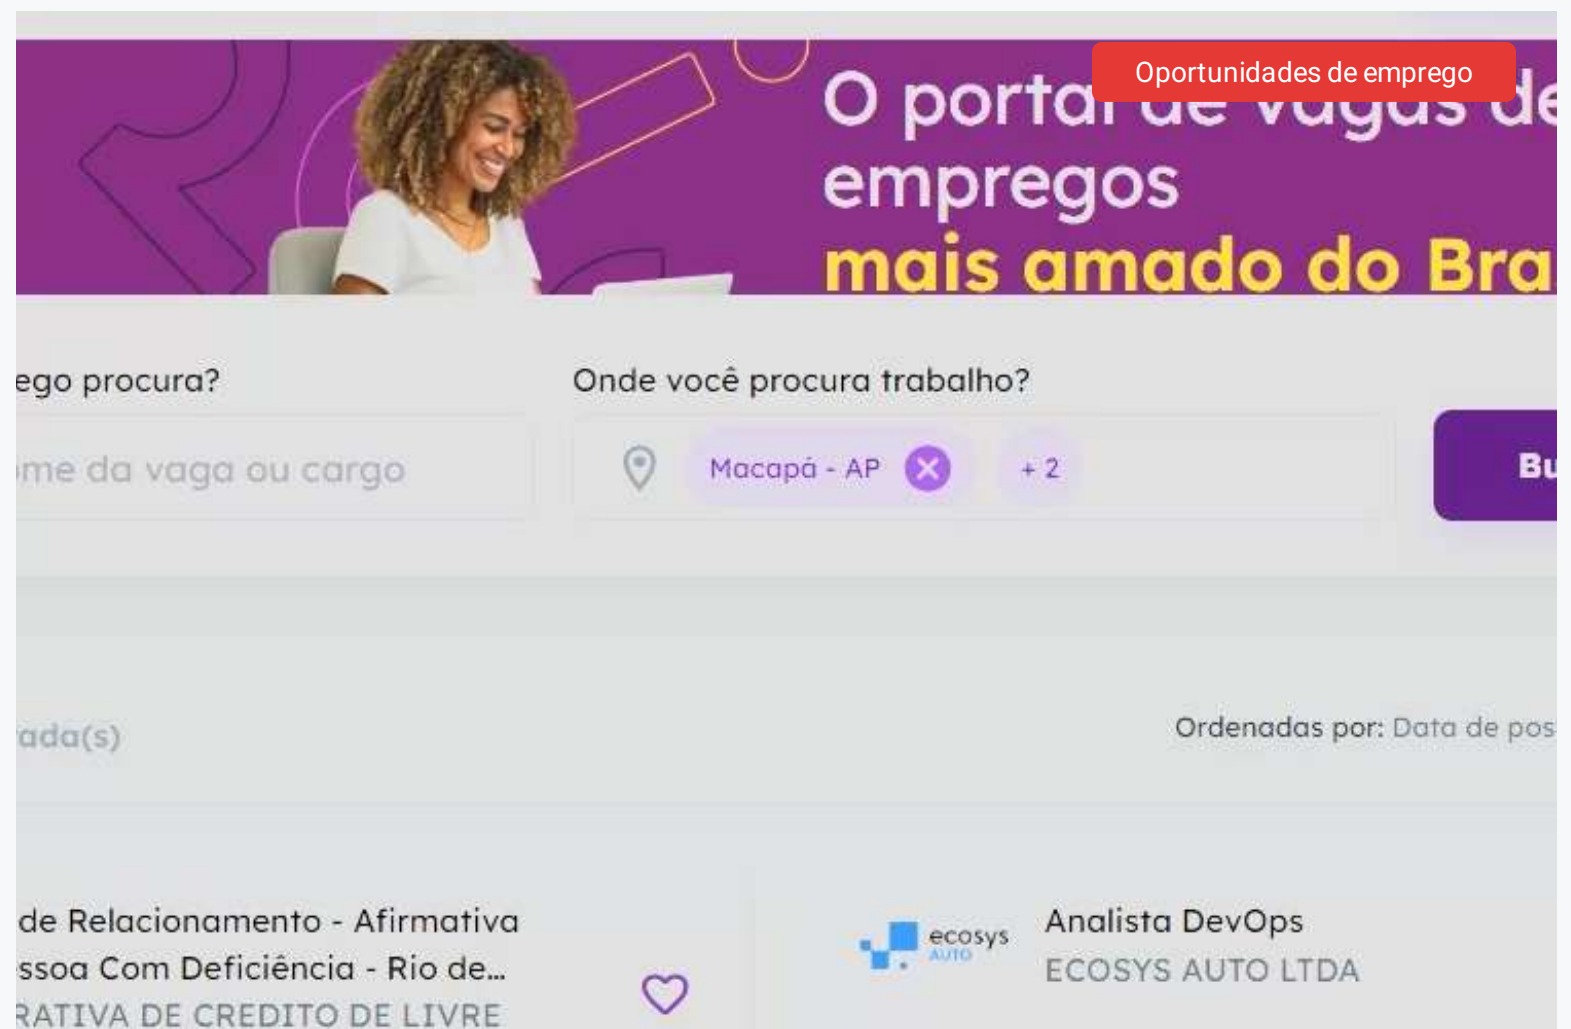 Oportunidades de emprego
O portal de vagas de
empregos
mais amado do Bra
ego procura?
Onde você procura trabalho?
ome da vaga ou cargo
Macapá - AP
+ 2
Bu
rada(s)
Ordenadas por: Data de pos
de Relacionamento - Afirmativa
ssoa Com Deficiência - Rio de...
RATIVA DE CREDITO DE LIVRE
ecosys
AUTO
Analista DevOps
ECOSYS AUTO LTDA